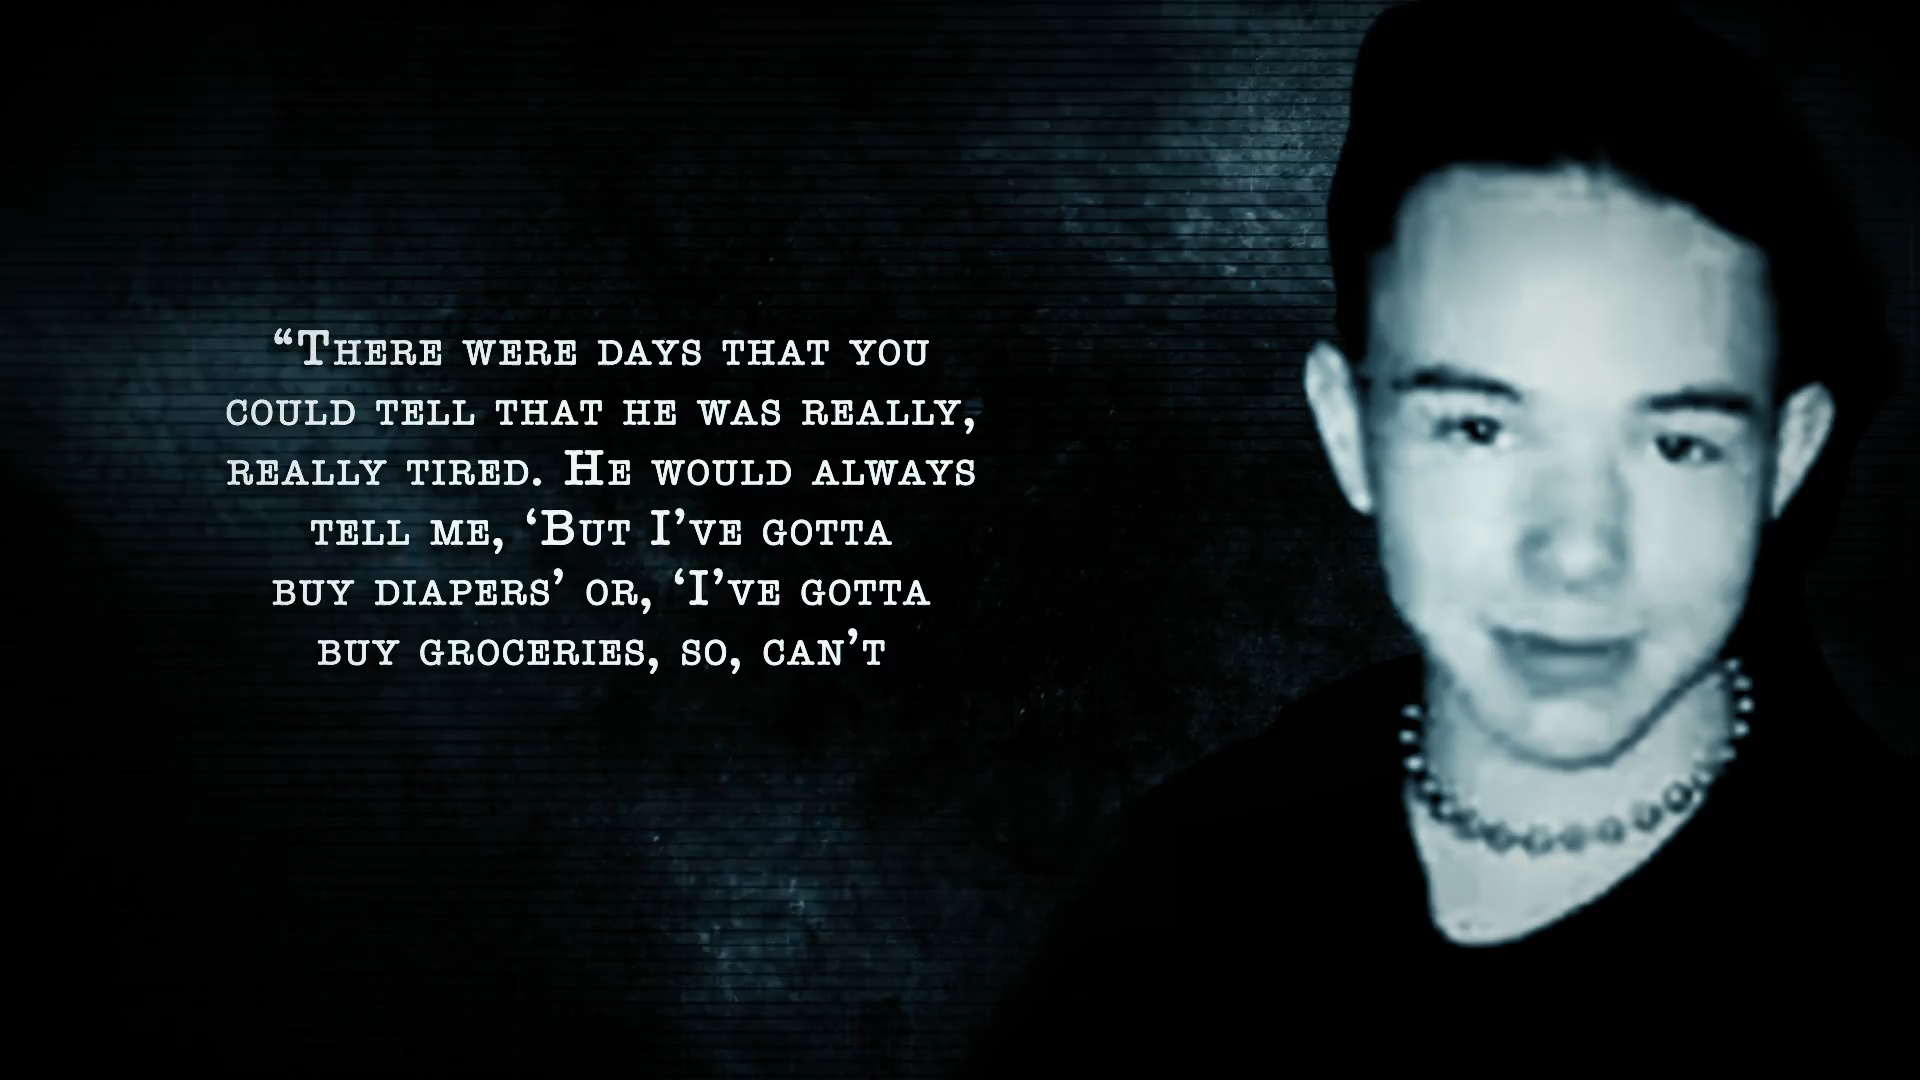 “There were days that you
could tell that he was really,
really tired. He would always
tell me, ‘But I’ve gotta
buy diapers’ or, ‘I’ve gotta
buy groceries, so, can’t